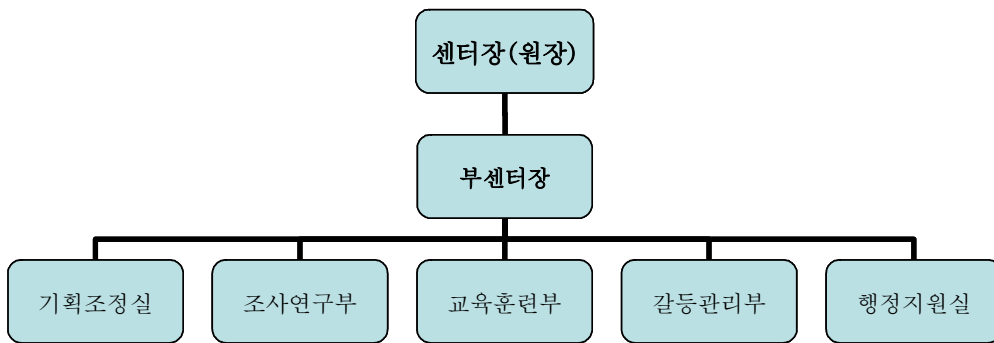 센터장(원장)
부센터장
기획조정실
조사연구부
교육훈련부
갈등관리부
행정지원실